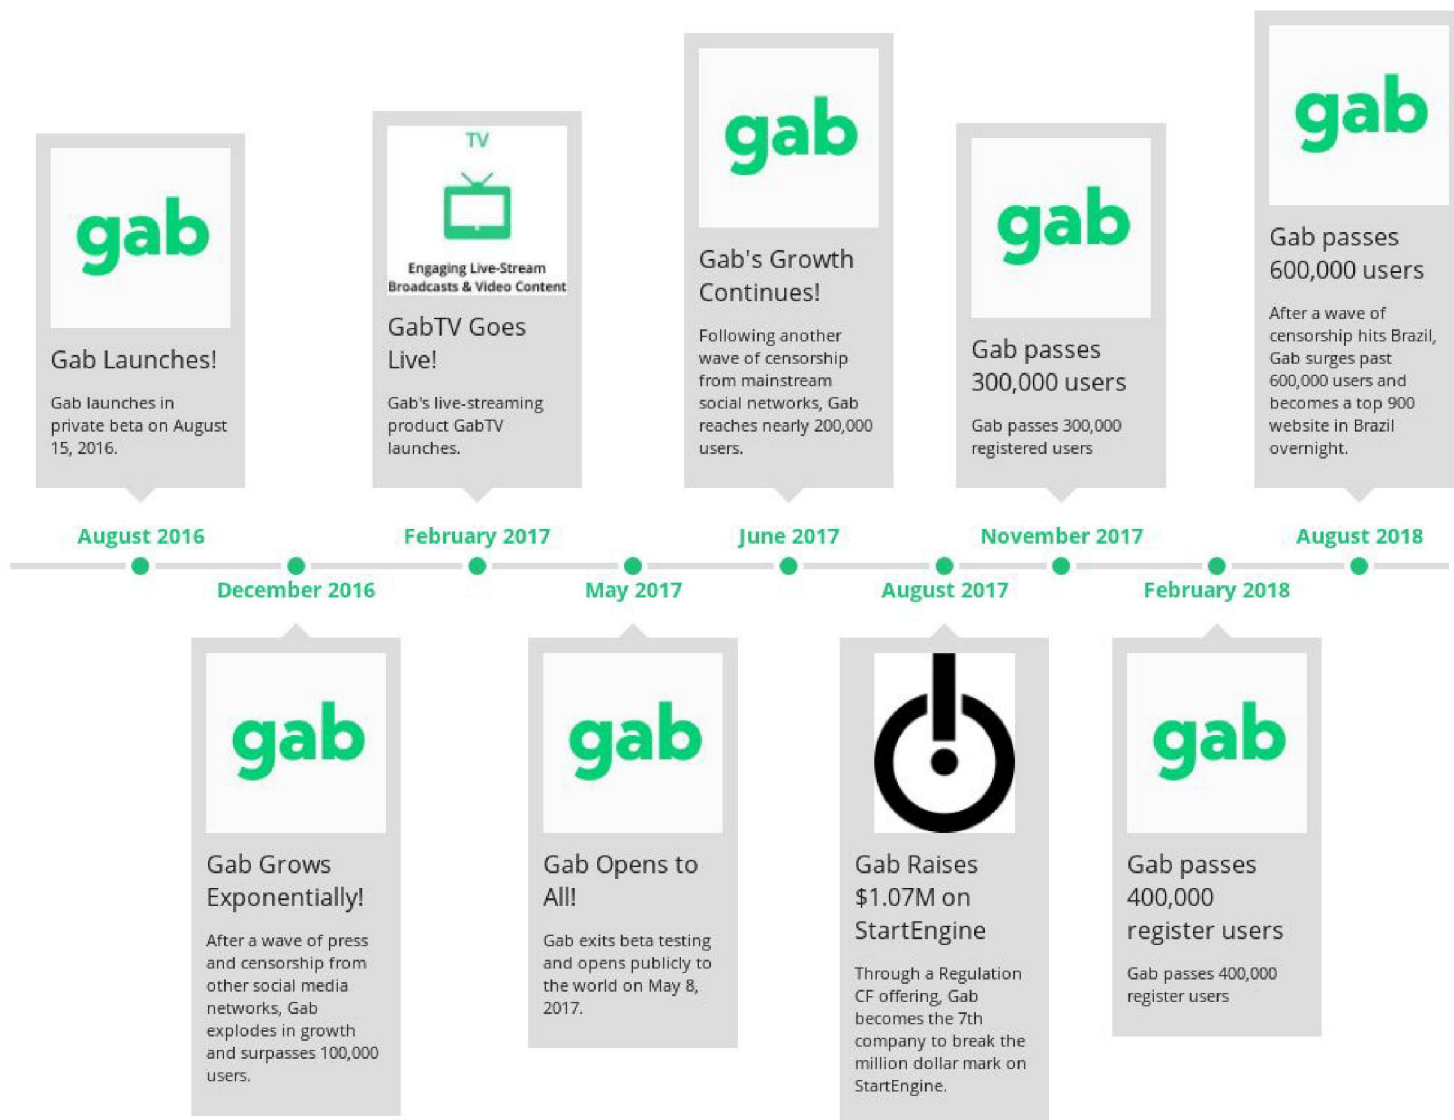 gab
Gab Launches!
Gab launches in
private beta on August
15, 2016.
August 2016
gab
December 2016
Gab Grows
Exponentially!
After a wave of press
and censorship from
other social media
networks, Gab
explodes in growth
and surpasses 100,000
users.
TV
Engaging Live-Stream
Broadcasts & Video Content
GabTV Goes
Live!
Gab's live-streaming
product GabTV
launches.
February 2017
May 2017
gab
Gab Opens to
All!
Gab exits beta testing
and opens publicly to
the world on May 8,
2017.
gab
Gab's Growth
Continues!
Following another
wave of censorship
from mainstream
social networks, Gab
reaches nearly 200,000
users.
June 2017
August 2017
Gab Raises
$1.07M on
StartEngine
Through a Regulation
CF offering, Gab
becomes the 7th
company to break the
million dollar mark on
StartEngine.
gab
Gab passes
300,000 users
Gab passes 300,000
registered users
November 2017
February 2018
gab
Gab passes
400,000
register users
Gab passes 400,000
register users
gab
Gab passes
600,000 users
After a wave of
censorship hits Brazil,
Gab surges past
600,000 users and
becomes a top 900
website in Brazil
overnight.
August 2018